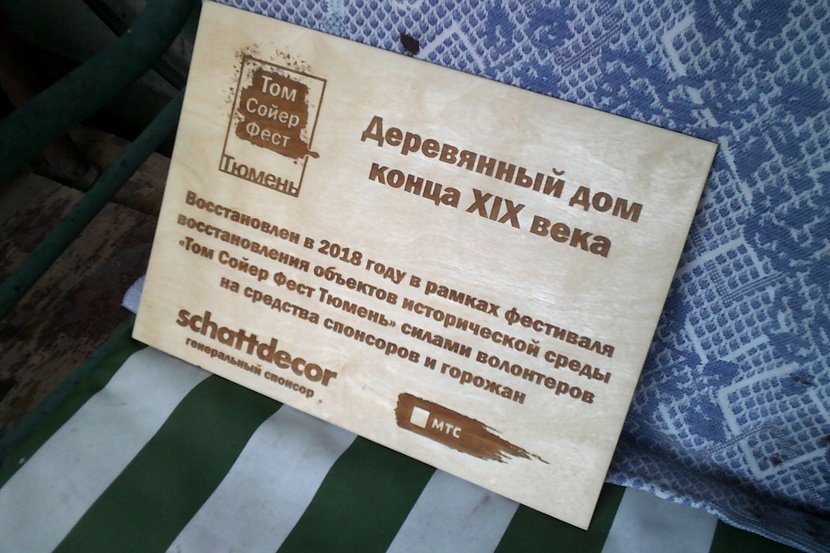 Том
Сойер
Фест
Тюмень
Деревянный дом
конца XIX века
Восстановлен в 2018 году в рамках фестиваля
восстановления объектов исторической среды
«Том Сойер Фест Тюмень» силами волонтеров
на средства спонсоров и горожан
schattdecor
генеральный спонсор
МТС